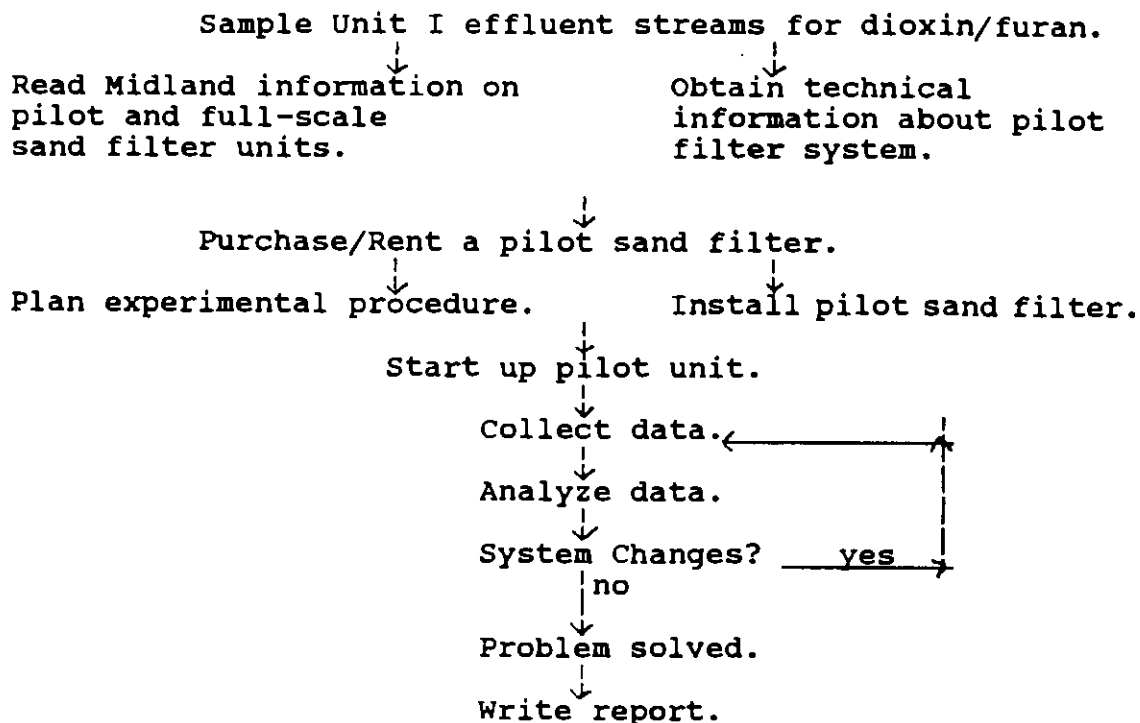 Sample Unit I effluent streams for dioxin/furan.
Read Midland information on
pilot and full-scale
sand filter units.
Obtain technical
information about pilot
filter system.
Purchase/Rent a pilot sand filter.
Plan experimental procedure.
Install pilot sand filter.
Start up pilot unit.
Collect data.
Analyze data.
System Changes? yes
no
Problem solved.
Write report.